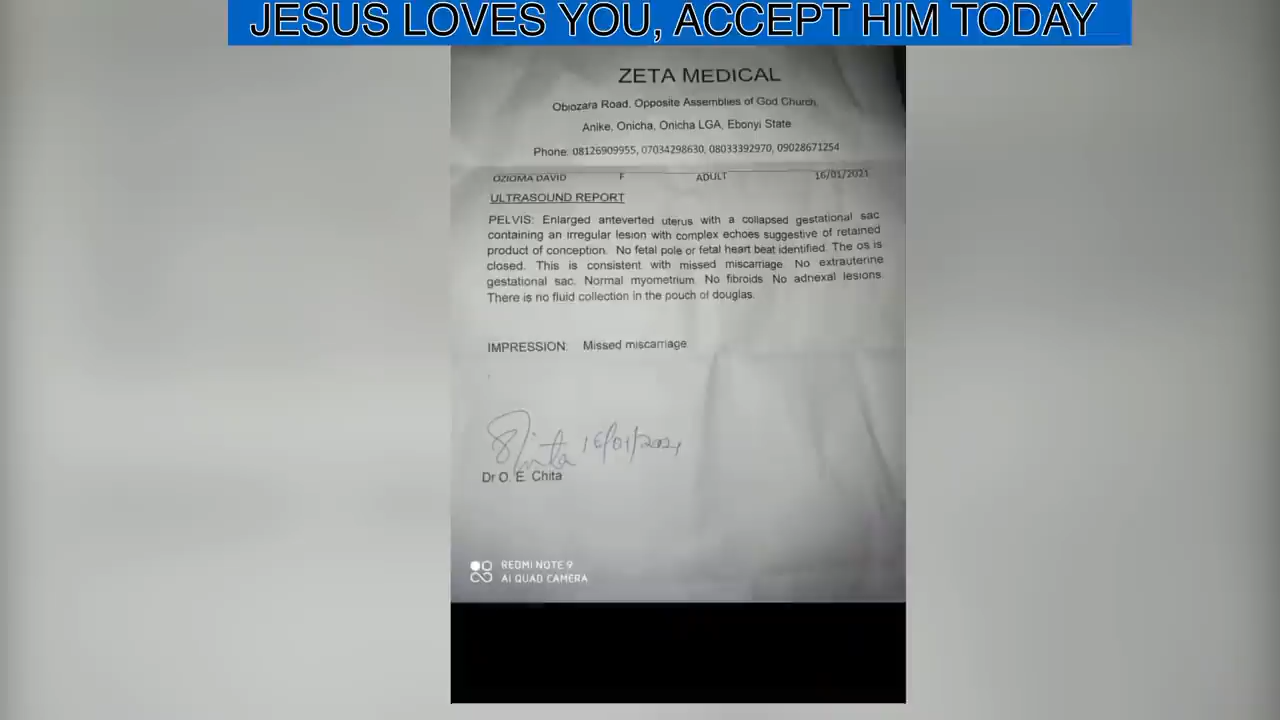 JESUS LOVES YOU, ACCEPT HIM TODAY
ZETA MEDICAL
Obiozara Road, Opposite Assemblies of God Church,
Anike, Onicha, Onicha LGA, Ebonyi State
Phone: 08126909955, 07034298630, 08033392970, 09028671254
OZIOMA DAVID F ADULT 16/01/2021
ULTRASOUND REPORT
PELVIS: Enlarged anteverted uterus with a collapsed gestational sac
containing an irregular lesion with complex echoes suggestive of retained
product of conception. No fetal pole or fetal heart beat identified. The os is
closed. This is consistent with missed miscarriage. No extrauterine
gestational sac. Normal myometrium. No fibroids. No adnexal lesions.
There is no fluid collection in the pouch of douglas.
IMPRESSION: Missed miscarriage
16/01/2021
Dr O. E. Chita
REDMI NOTE 9
AI QUAD CAMERA